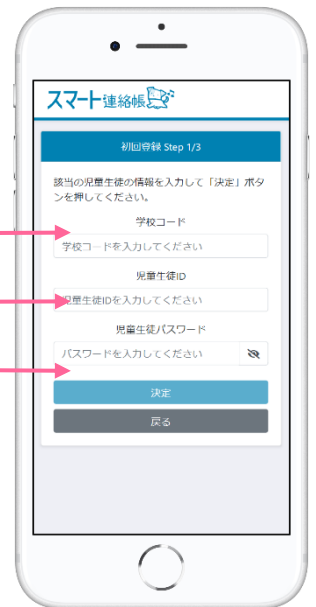 スマート連絡帳
初回登録 Step 1/3
該当の児童生徒の情報を入力して「決定」ボタ
ンを押してください。
学校コード
学校コードを入力してください
児童生徒ID
児童生徒IDを入力してください
児童生徒パスワード
パスワードを入力してください
決定
戻る